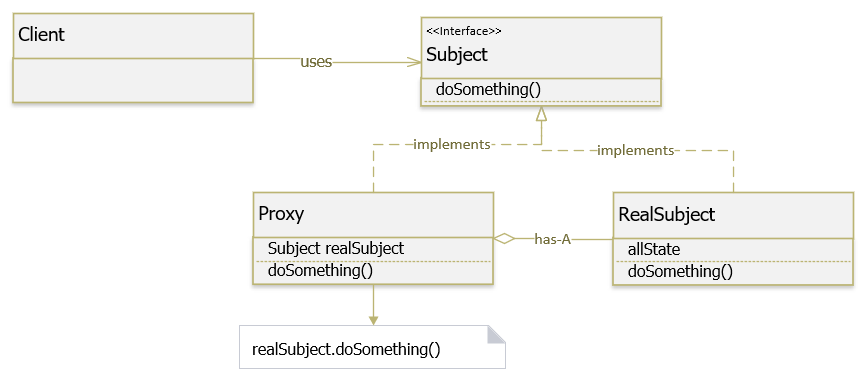 Client
<<Interface>>
Subject
doSomething()
uses
implements
implements
Proxy
Subject realSubject
doSomething()
has-A
RealSubject
allState
doSomething()
realSubject.doSomething()